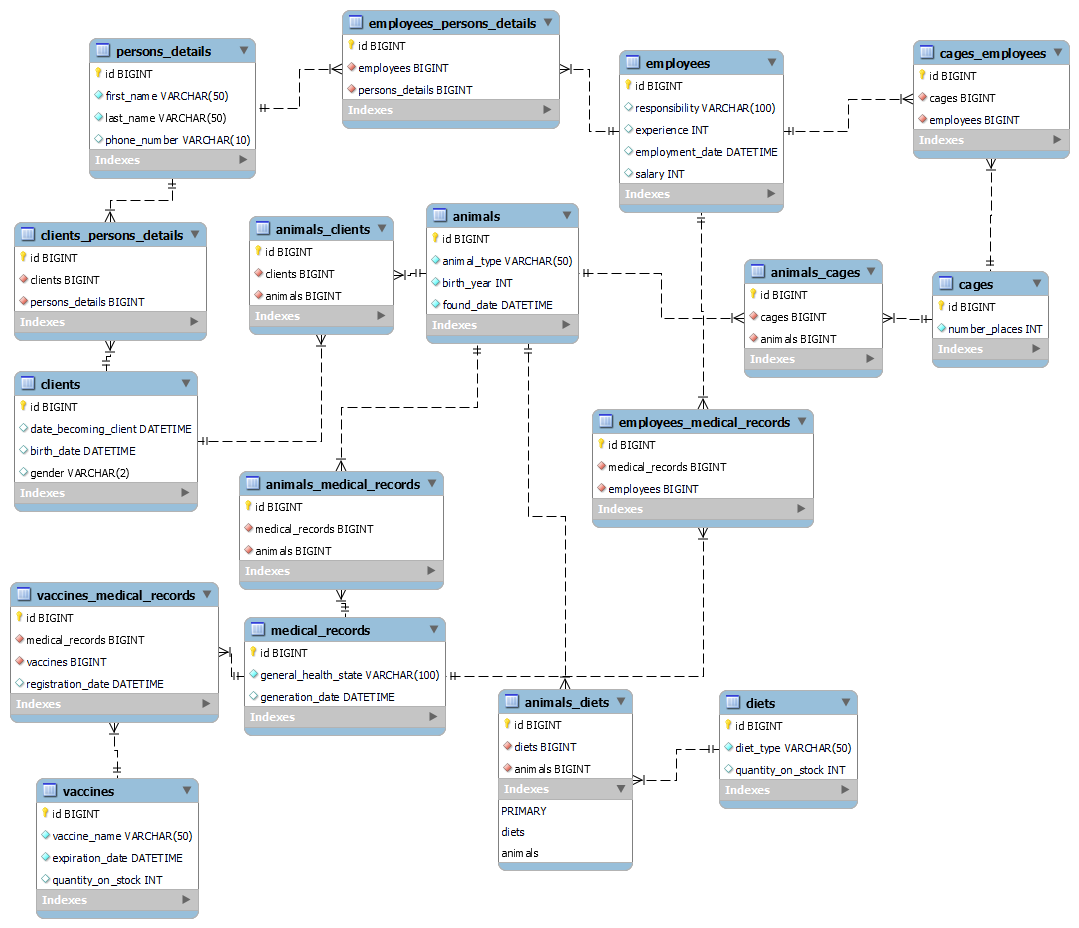 persons_details
id BIGINT
first_name VARCHAR(50)
last_name VARCHAR(50)
phone_number VARCHAR(10)
Indexes
employees_persons_details
id BIGINT
employees BIGINT
persons_details BIGINT
Indexes
employees
id BIGINT
responsibility VARCHAR(100)
experience INT
employment_date DATETIME
salary INT
Indexes
cages_employees
id BIGINT
cages BIGINT
employees BIGINT
Indexes
clients_persons_details
id BIGINT
clients BIGINT
persons_details BIGINT
Indexes
animals_clients
id BIGINT
clients BIGINT
animals BIGINT
Indexes
animals
id BIGINT
animal_type VARCHAR(50)
birth_year INT
found_date DATETIME
Indexes
animals_cages
id BIGINT
cages BIGINT
animals BIGINT
Indexes
cages
id BIGINT
number_places INT
Indexes
clients
id BIGINT
date_becoming_client DATETIME
birth_date DATETIME
gender VARCHAR(2)
Indexes
employees_medical_records
id BIGINT
medical_records BIGINT
employees BIGINT
Indexes
animals_medical_records
id BIGINT
medical_records BIGINT
animals BIGINT
Indexes
vaccines_medical_records
id BIGINT
medical_records BIGINT
vaccines BIGINT
registration_date DATETIME
Indexes
medical_records
id BIGINT
general_health_state VARCHAR(100)
generation_date DATETIME
Indexes
animals_diets
id BIGINT
diets BIGINT
animals BIGINT
Indexes
PRIMARY
diets
animals
diets
id BIGINT
diet_type VARCHAR(50)
quantity_on_stock INT
Indexes
vaccines
id BIGINT
vaccine_name VARCHAR(50)
expiration_date DATETIME
quantity_on_stock INT
Indexes